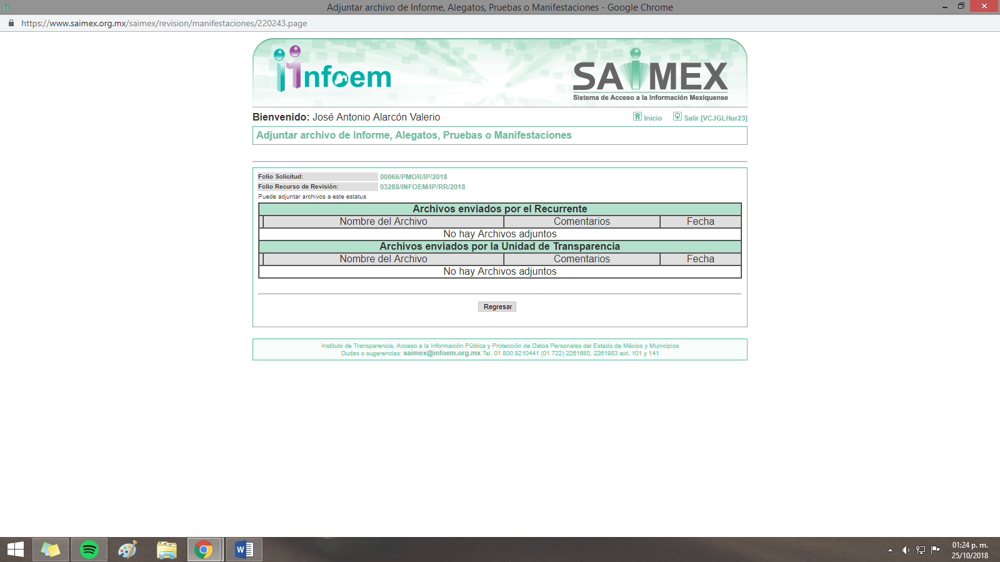 Adjuntar archivo de Informe, Alegatos, Pruebas o Manifestaciones - Google Chrome
https://www.saimex.org.mx/saimex/revision/manifestaciones/220243.page
infoem
SAIMEX
Sistema de Acceso a la Información Mexiquense
Bienvenido: José Antonio Alarcón Valerio
Inicio
Salir [VCJGLHur23]
Adjuntar archivo de Informe, Alegatos, Pruebas o Manifestaciones
Folio Solicitud: 00066/PMOR/IP/2018
Folio Recurso de Revisión: 03288/INFOEM/IP/RR/2018
Puede adjuntar archivos a este estatus
Archivos enviados por el Recurrente
Nombre del Archivo Comentarios Fecha
No hay Archivos adjuntos
Archivos enviados por la Unidad de Transparencia
Nombre del Archivo Comentarios Fecha
No hay Archivos adjuntos
Regresar
Instituto de Transparencia, Acceso a la Información Pública y Protección de Datos Personales del Estado de México y Municipios
Dudas o sugerencias: saimex@infoem.org.mx Tel. 01 800 8210441 (01 722) 2261680, 2261983 ext. 101 y 141
01:24 p. m.
25/10/2018